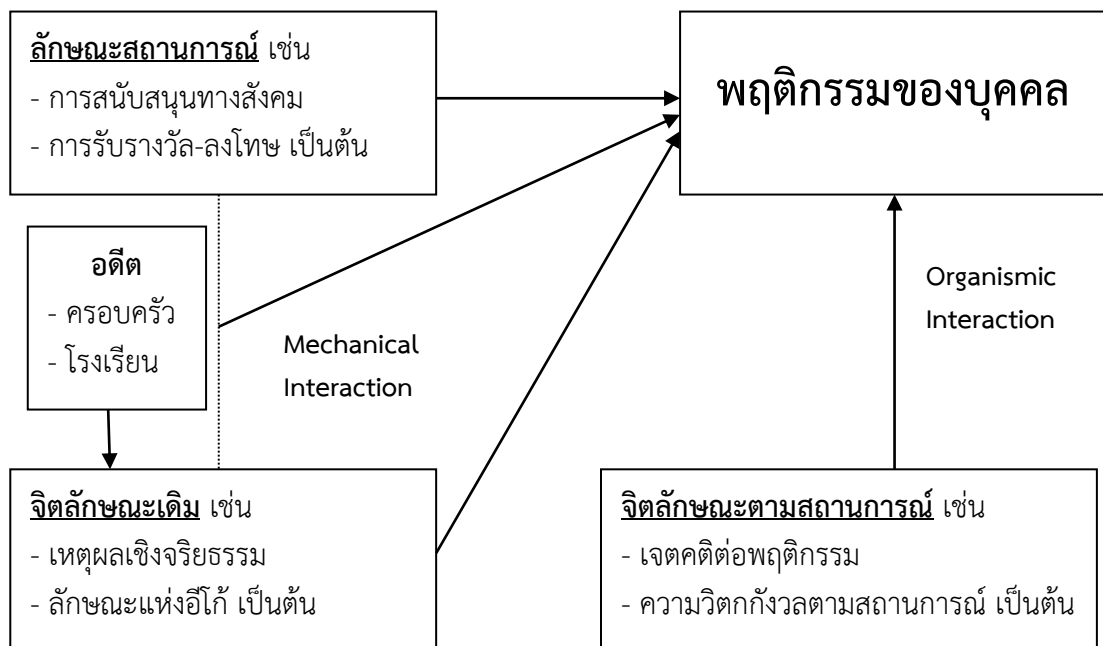 ลักษณะสถานการณ์ เช่น
- การสนับสนุนทางสังคม
- การรับรางวัล-ลงโทษ เป็นต้น
พฤติกรรมของบุคคล
อดีต
- ครอบครัว
- โรงเรียน
Mechanical
Interaction
Organismic
Interaction
จิตลักษณะเดิม เช่น
- เหตุผลเชิงจริยธรรม
- ลักษณะแห่งอีโก้ เป็นต้น
จิตลักษณะตามสถานการณ์ เช่น
- เจตคติต่อพฤติกรรม
- ความวิตกกังวลตามสถานการณ์ เป็นต้น